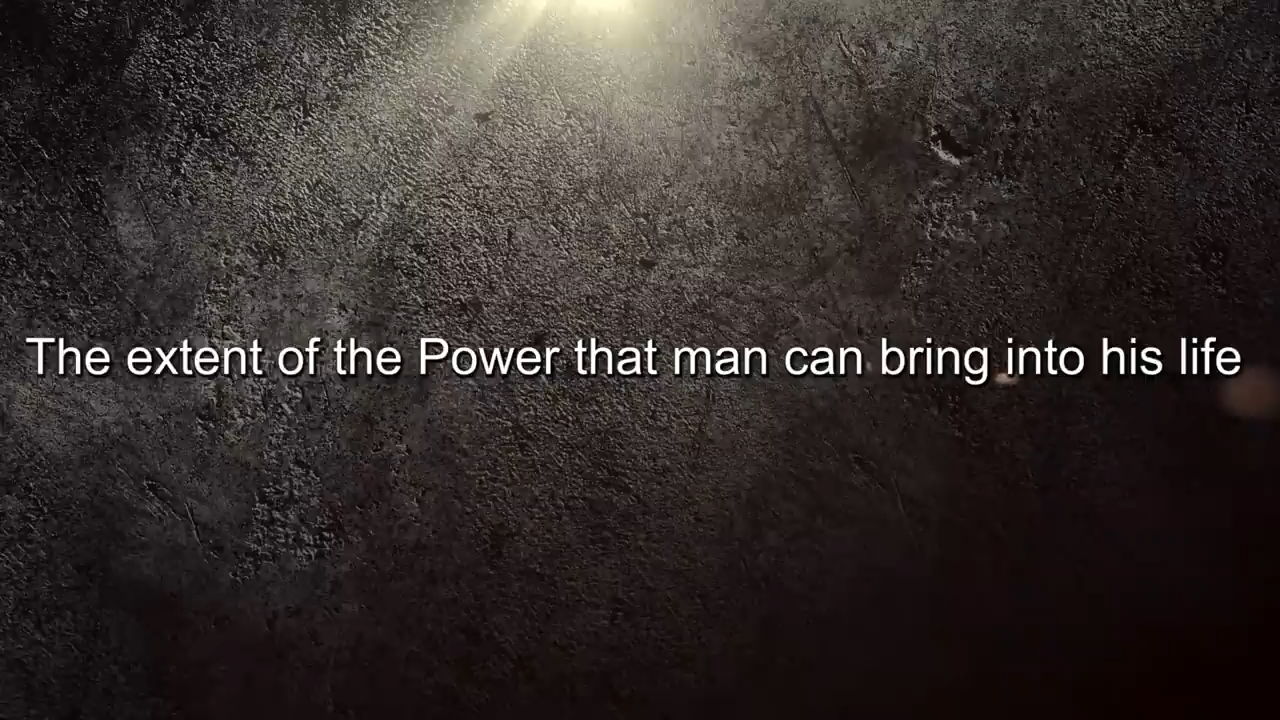 The extent of the Power that man can bring into his life